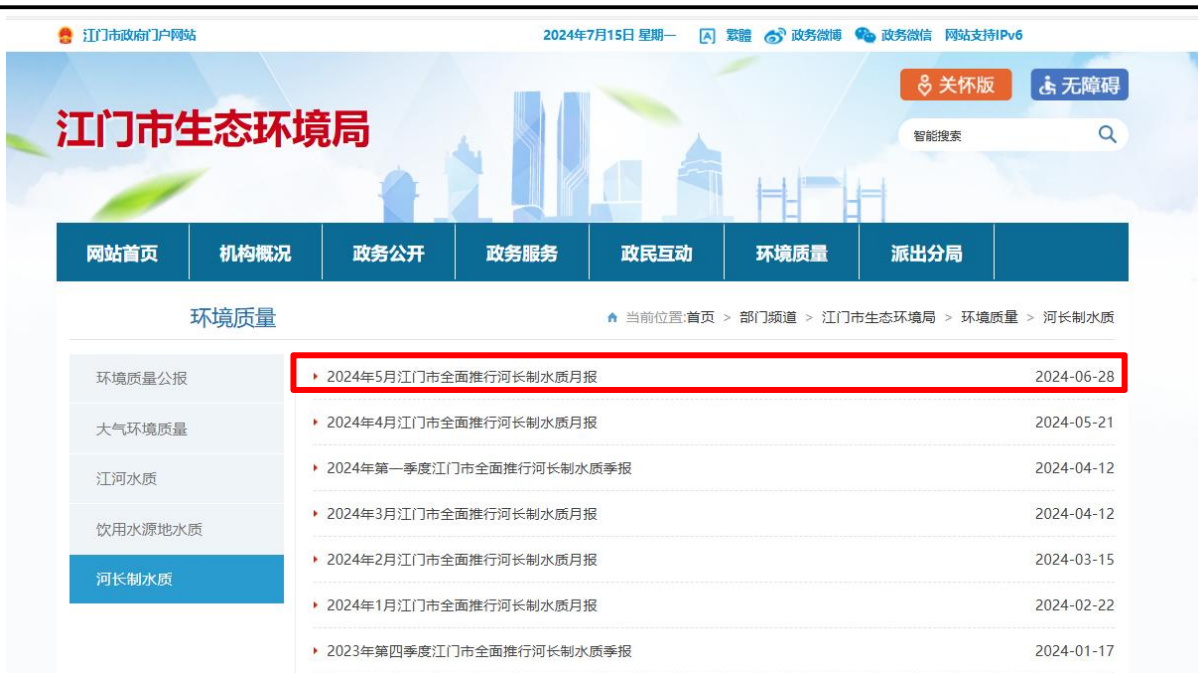 江门市政府门户网站 2024年7月15日 星期一 繁體 政务微博 政务微信 网站支持IPv6
关怀版 无障碍
江门市生态环境局
智能搜索
网站首页 机构概况 政务公开 政务服务 政民互动 环境质量 派出分局
环境质量 当前位置:首页 > 部门频道 > 江门市生态环境局 > 环境质量 > 河长制水质
环境质量公报
大气环境质量
江河水质
饮用水源地水质
河长制水质
2024年5月江门市全面推行河长制水质月报 2024-06-28
2024年4月江门市全面推行河长制水质月报 2024-05-21
2024年第一季度江门市全面推行河长制水质季报 2024-04-12
2024年3月江门市全面推行河长制水质月报 2024-04-12
2024年2月江门市全面推行河长制水质月报 2024-03-15
2024年1月江门市全面推行河长制水质月报 2024-02-22
2023年第四季度江门市全面推行河长制水质季报 2024-01-17